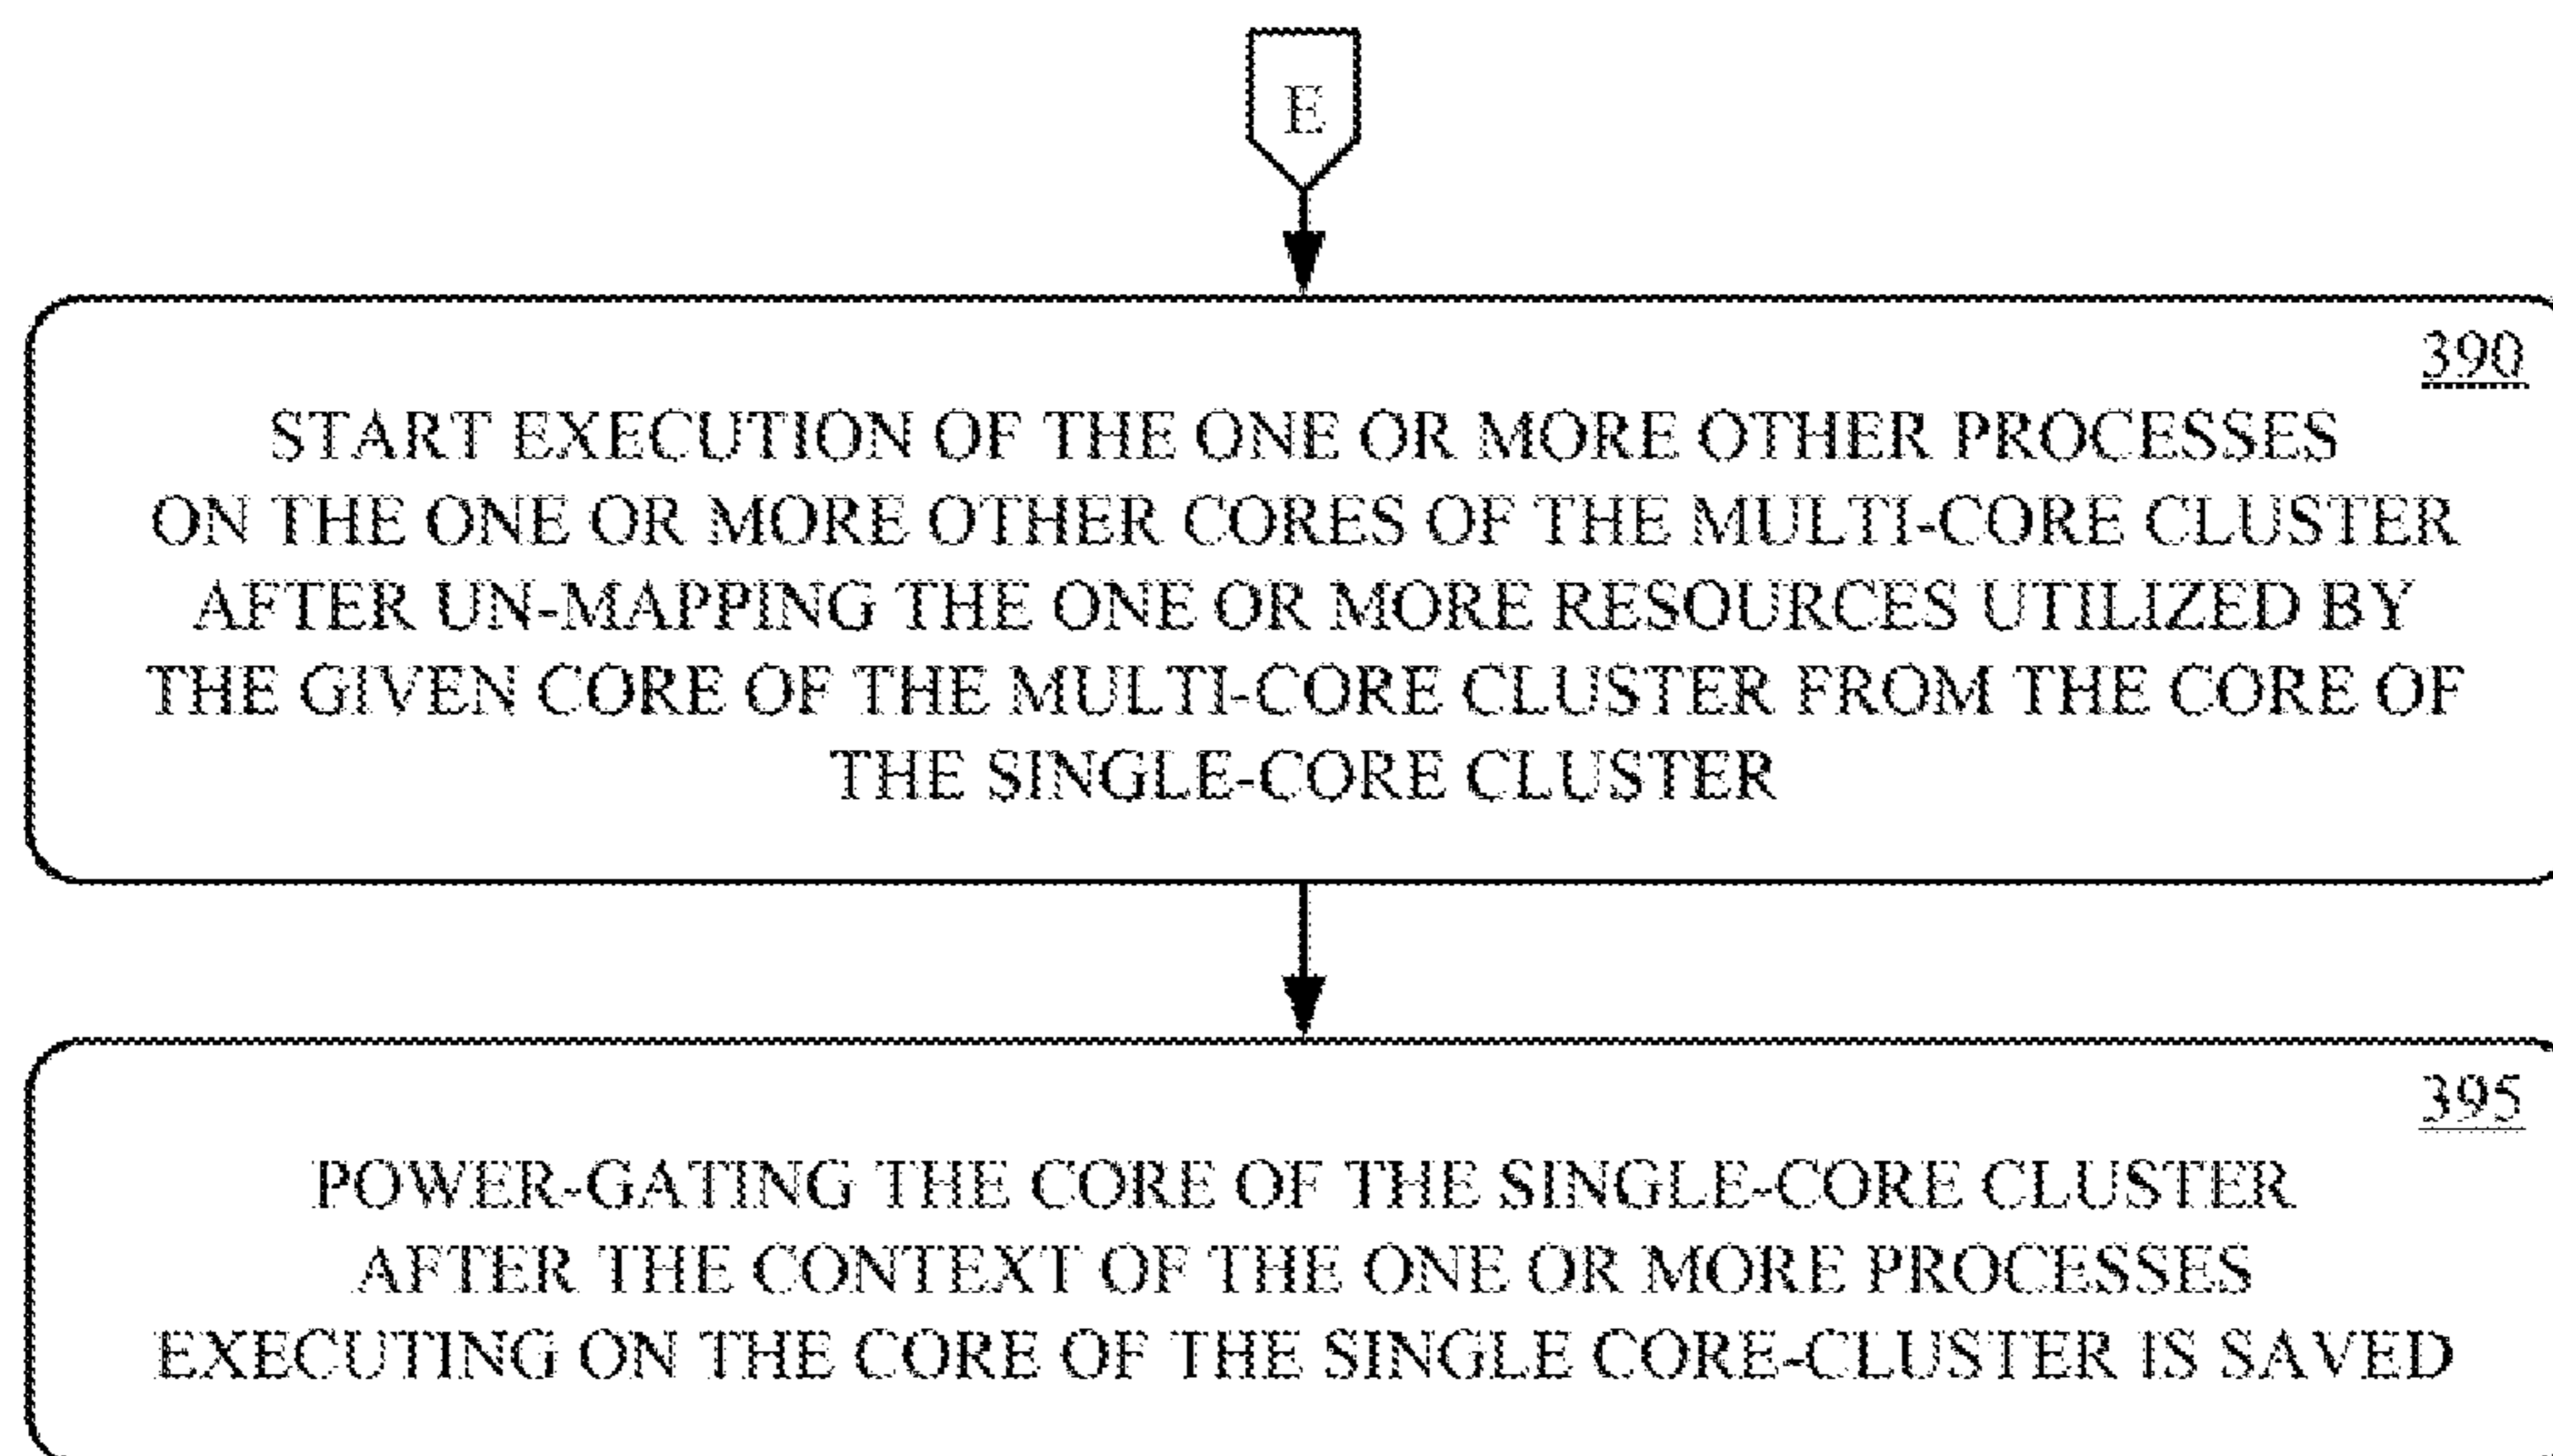 E
390
START EXECUTION OF THE ONE OR MORE OTHER PROCESSES
ON THE ONE OR MORE OTHER CORES OF THE MULTI-CORE CLUSTER
AFTER UN-MAPPING THE ONE OR MORE RESOURCES UTILIZED BY
THE GIVEN CORE OF THE MULTI-CORE CLUSTER FROM THE CORE OF
THE SINGLE-CORE CLUSTER
395
POWER-GATING THE CORE OF THE SINGLE-CORE CLUSTER
AFTER THE CONTEXT OF THE ONE OR MORE PROCESSES
EXECUTING ON THE CORE OF THE SINGLE CORE-CLUSTER IS SAVED